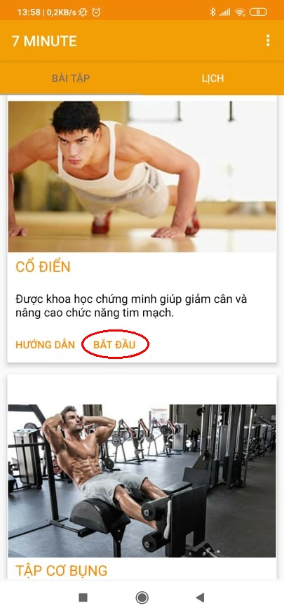 13:58 | 0,2KB/s
7 MINUTE
BÀI TẬP
LỊCH
CỔ ĐIỂN
Được khoa học chứng minh giúp giảm cân và
nâng cao chức năng tim mạch.
HƯỚNG DẪN BẮT ĐẦU
TẬP CƠ BỤNG